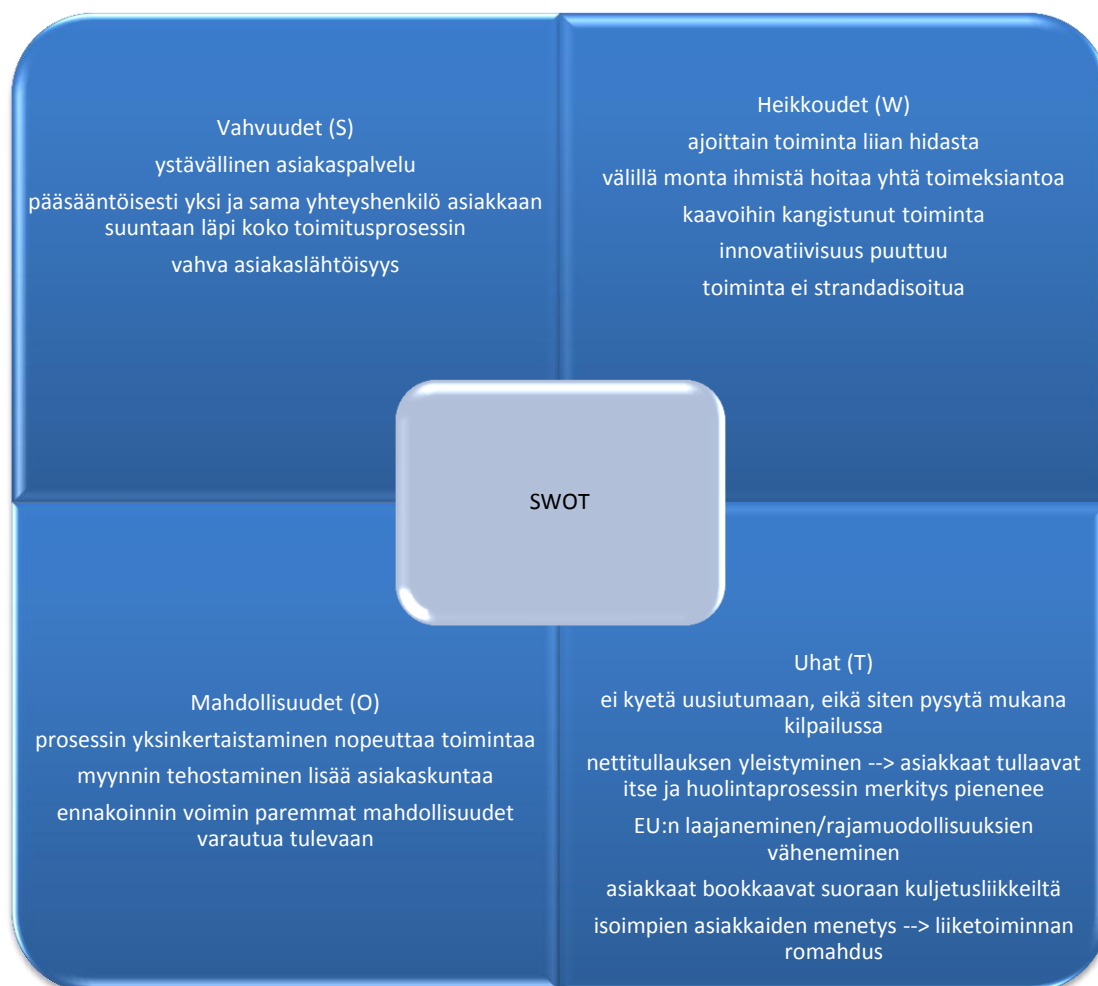 Vahvuudet (S)
ystävällinen asiakaspalvelu
pääsääntöisesti yksi ja sama yhteyshenkilö asiakkaan
suuntaan läpi koko toimitusprosessin
vahva asiakaslähtöisyys
Heikkoudet (W)
ajoittain toiminta liian hidasta
välillä monta ihmistä hoitaa yhtä toimeksiantoa
kaavoihin kangistunut toiminta
innovatiivisuus puuttuu
toiminta ei strandadisoitua
SWOT
Mahdollisuudet (O)
prosessin yksinkertaistaminen nopeuttaa toimintaa
myynnin tehostaminen lisää asiakaskuntaa
ennakoinnin voimin paremmat mahdollisuudet
varautua tulevaan
Uhat (T)
ei kyetä uusiutumaan, eikä siten pysytä mukana
kilpailussa
nettitullauksen yleistyminen --> asiakkaat tullaavat
itse ja huolintaprosessin merkitys pienenee
EU:n laajaneminen/rajamuodollisuuksien
väheneminen
asiakkaat bookkaavat suoraan kuljetusliikkeiltä
isoimpien asiakkaiden menetys --> liiketoiminnan
romahdus